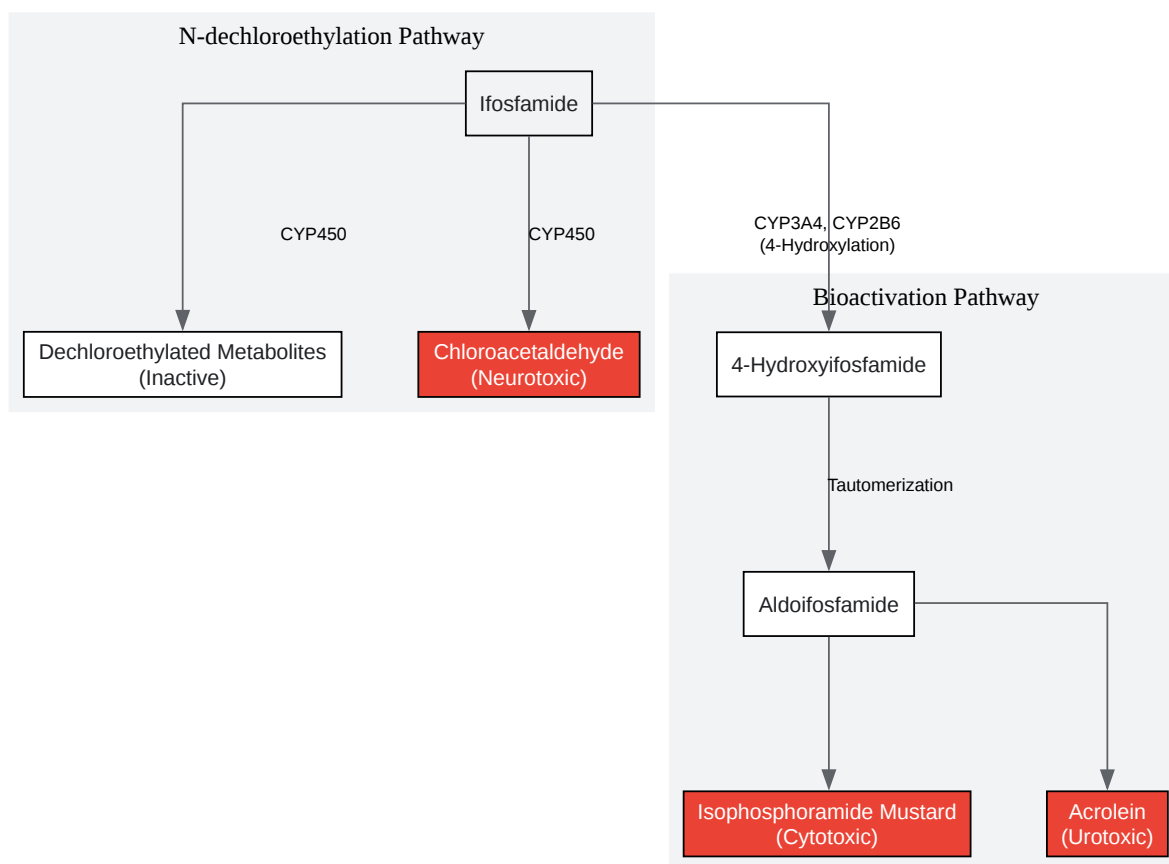 N-dechloroethylation Pathway
Ifosfamide
CYP450
CYP450
CYP3A4, CYP2B6
(4-Hydroxylation)
Bioactivation Pathway
Dechloroethylated Metabolites
(Inactive)
Chloroacetaldehyde
(Neurotoxic)
4-Hydroxyifosfamide
Tautomerization
Aldoifosfamide
Isophosphoramide Mustard
(Cytotoxic)
Acrolein
(Urotoxic)